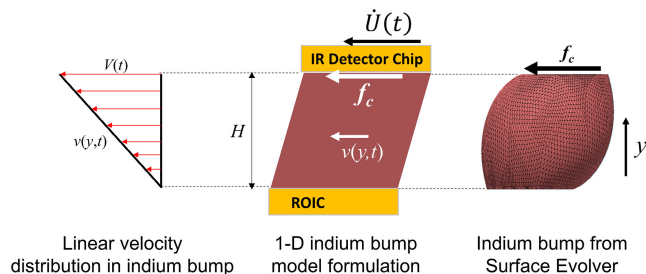 U̇(t)
V(t)
IR Detector Chip
f_c
f_c
v(y,t)
H
v(y,t)
y
ROIC
Linear velocity
distribution in indium bump
1-D indium bump
model formulation
Indium bump from
Surface Evolver